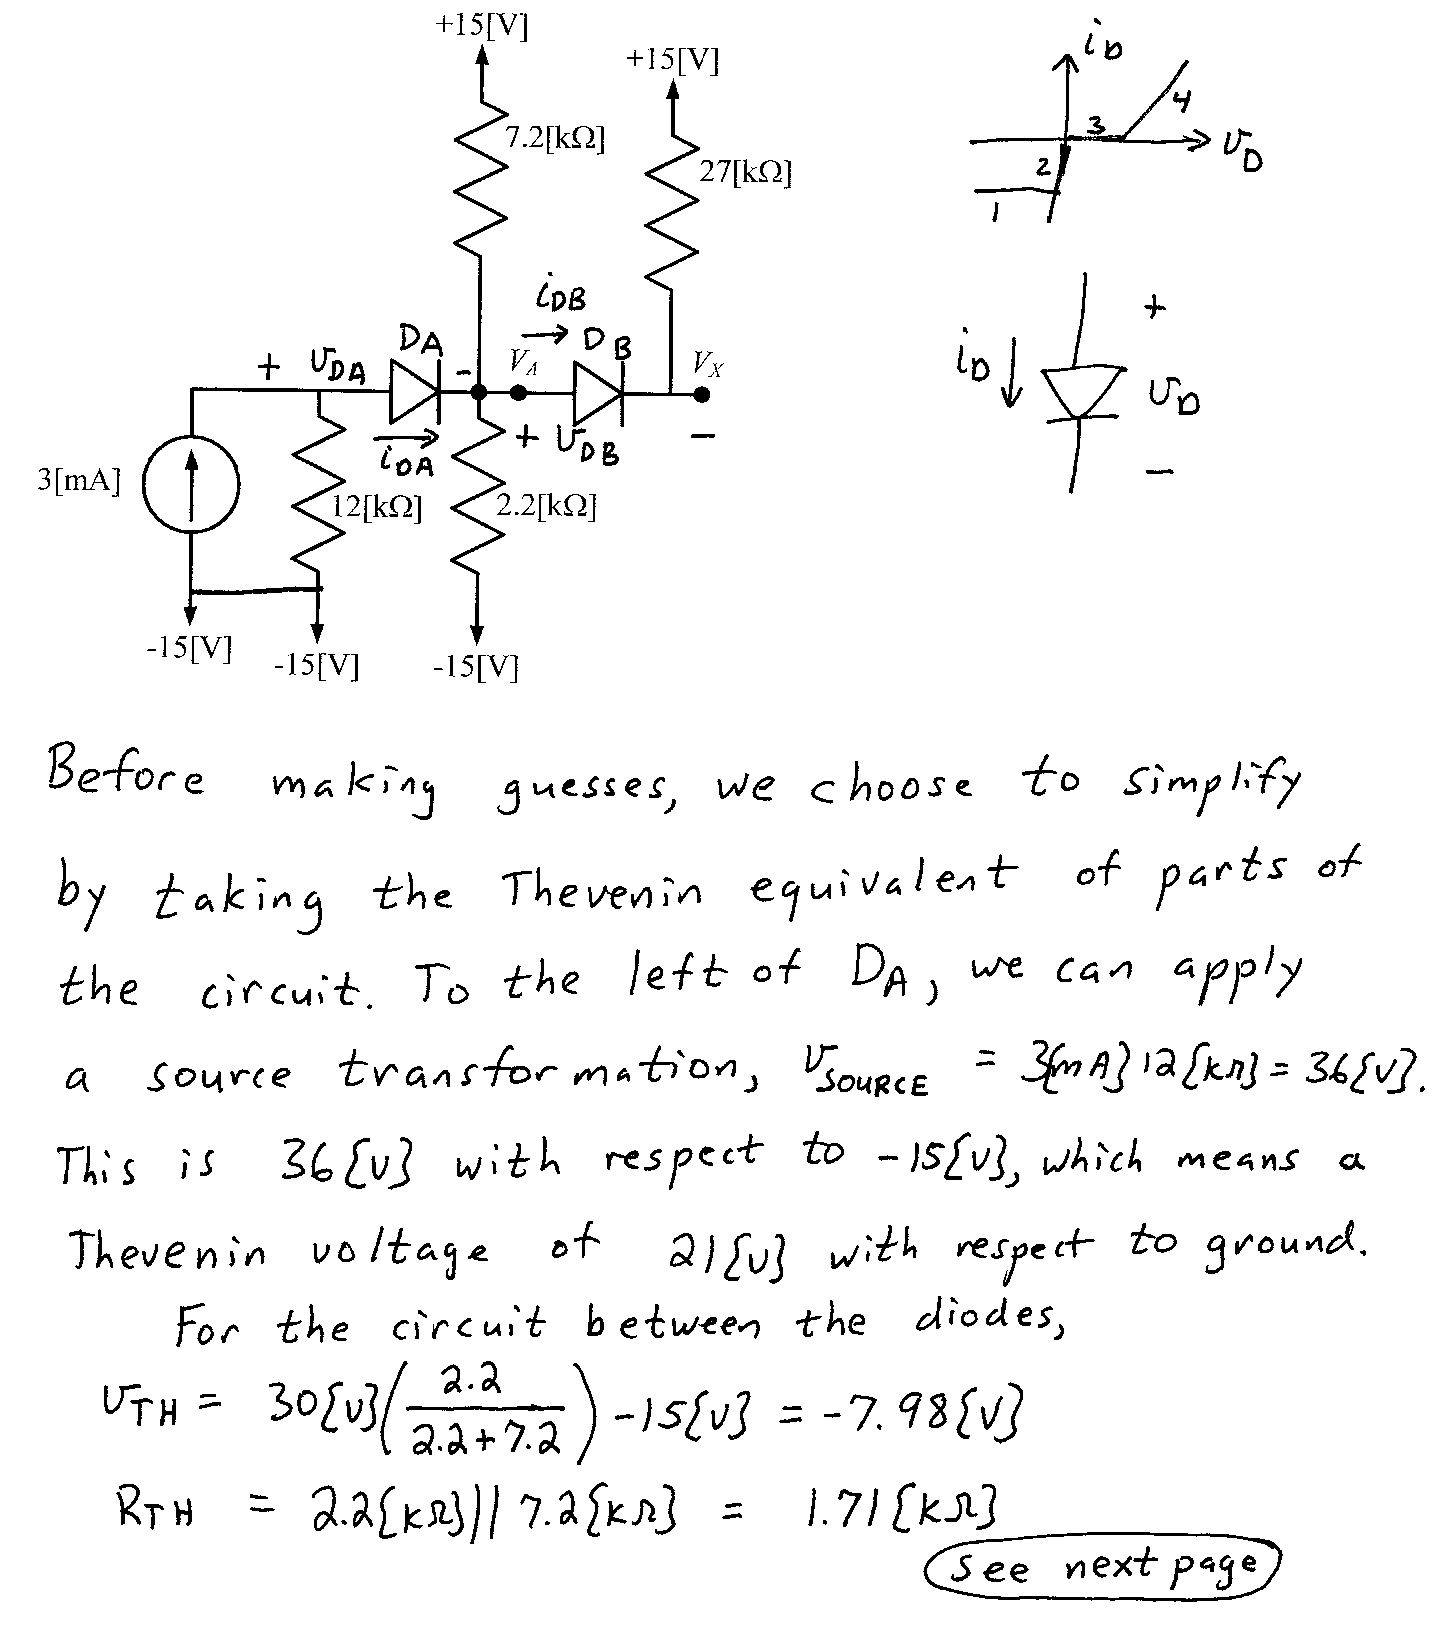 +15[V]
+15[V]
7.2[kΩ]
27[kΩ]
iD
4
3
vD
2
1
iDB
DA
DB
+ vDA -
VA
VX
iDA
+ vDB -
3[mA]
12[kΩ]
2.2[kΩ]
-15[V]
-15[V]
-15[V]
iD
+
vD
-
Before making guesses, we choose to simplify
by taking the Thevenin equivalent of parts of
the circuit. To the left of DA, we can apply
a source transformation, vSOURCE = 3[mA] 12[kΩ] = 36[V].
This is 36[V] with respect to -15[V], which means a
Thevenin voltage of 21[V] with respect to ground.
For the circuit between the diodes,
vTH = 30[V](2.2/(2.2+7.2)) -15[V] = -7.98[V]
RTH = 2.2[kΩ]||7.2[kΩ] = 1.71[kΩ]
see next page